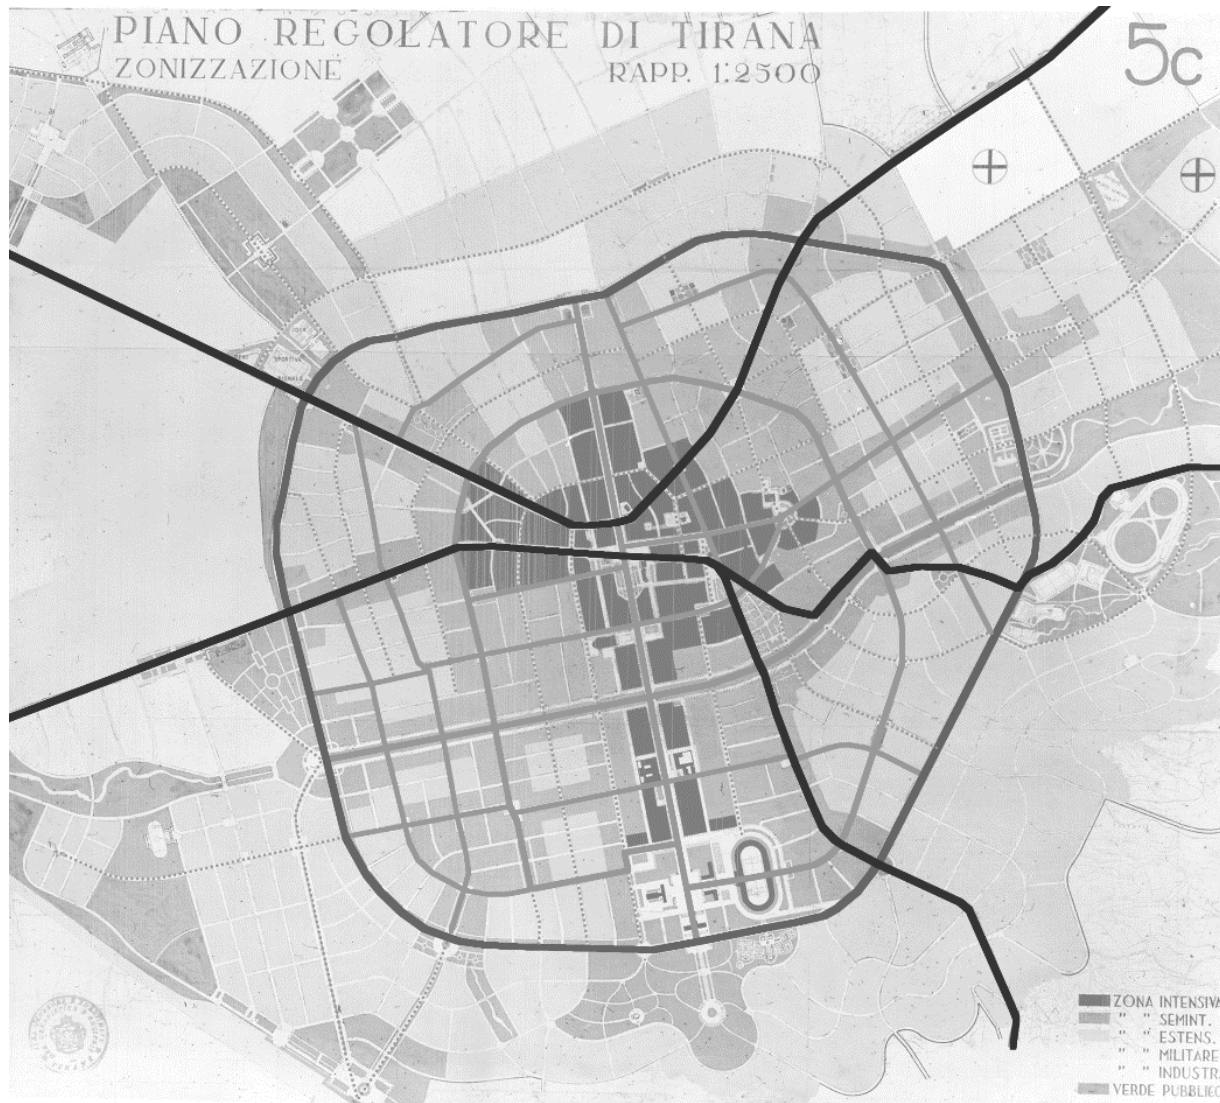 PIANO REGOLATORE DI TIRANA
ZONIZZAZIONE
RAPP. 1:2500
5c
ZONA INTENSIVA
" " SEMINT.
" " ESTENS.
" " MILITARE
" " INDUSTR.
VERDE PUBBLICO